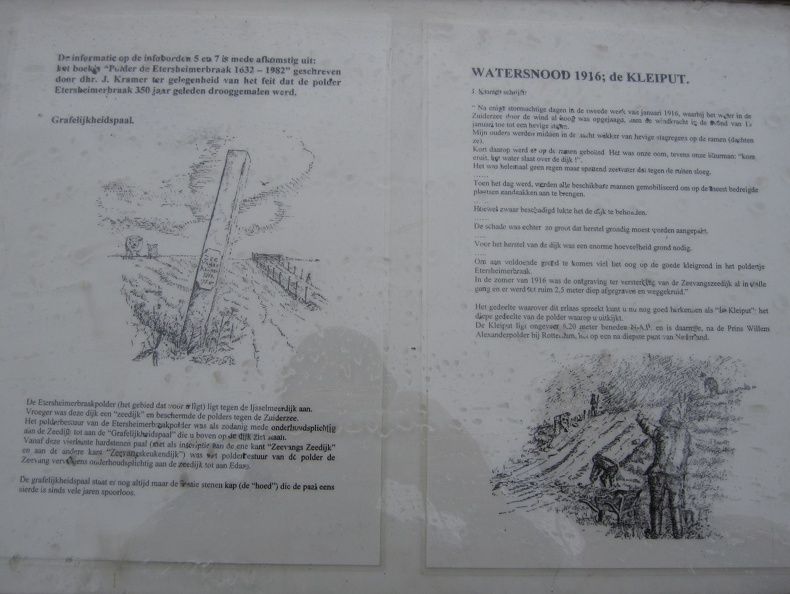 De informatie op de infoborden 5 en 7 is mede afkomstig uit:
het boekje "Polder de Etersheimerbraak 1632 – 1982" geschreven
door dhr. J. Kramer ter gelegenheid van het feit dat de polder
Etersheimerbraak 350 jaar geleden drooggemalen werd.
Grafelijkheidspaal.
De Etersheimerbraakpolder (het gebied dat voor u ligt) ligt tegen de Ijsselmeerdijk aan.
Vroeger was deze dijk een "zeedijk" en beschermde de polders tegen de Zuiderzee.
Het polderbestuur van de Etersheimerbraakpolder was als zodanig mede onderhoudsplichtig
aan de Zeedijk tot aan de "Grafelijkheidspaal" die u boven op de dijk ziet staan.
Vanaf deze vierkante hardstenen paal (met als inscriptie aan de ene kant "Zeevangs Zeedijk"
en aan de andere kant "Zeevangskeukendijk") was het polderbestuur van de polder de
Zeevang vervolgens onderhoudsplichtig aan de zeedijk tot aan Edam.
De grafelijkheidspaal staat er nog altijd maar de stenen kap (de "hoed") die de paal eens
sierde is sinds vele jaren spoorloos.
WATERSNOOD 1916; de KLEIPUT.
J. Kramer schrijft:
" Na enige stormachtige dagen in de tweede week van januari 1916, waarbij het water in de
Zuiderzee door de wind al hoog was opgejaagd, nam de windkracht in de avond van 13
januari toe tot een hevige storm.
Mijn ouders werden midden in de nacht wakker van hevige slagregens op de ramen (dachten
ze).
Kort daarop werd er op de ramen gebonsd. Het was onze oom, tevens onze buurman: "kom
eruit, het water slaat over de dijk !".
Het was helemaal geen regen maar spattend zeewater dat tegen de ruiten sloeg.
......
Toen het dag werd, werden alle beschikbare mannen gemobiliseerd om op de meest bedreigde
plaatsen zandzakken aan te brengen.
......
Hoewel zwaar beschadigd lukte het de dijk te behouden.
De schade was echter zo groot dat herstel grondig moest worden aangepakt.
....
Voor het herstel van de dijk was een enorme hoeveelheid grond nodig.
....
Om aan voldoende grond te komen viel het oog op de goede kleigrond in het poldertje
Etersheimerbraak.
In de zomer van 1916 was de ontgraving ter versterking van de Zeevangszeedijk al in volle
gang en er werd tot ruim 2,5 meter diep afgegraven en weggekruid."
Het gedeelte waarover dit relaas spreekt kunt u nu nog goed herkennen als "de Kleiput": het
diepe gedeelte van de polder waarop u uitkijkt.
De Kleiput ligt ongeveer 6,20 meter beneden N.A.P. en is daarmee, na de Prins Willem
Alexanderpolder bij Rotterdam, het op een na diepste punt van Nederland.